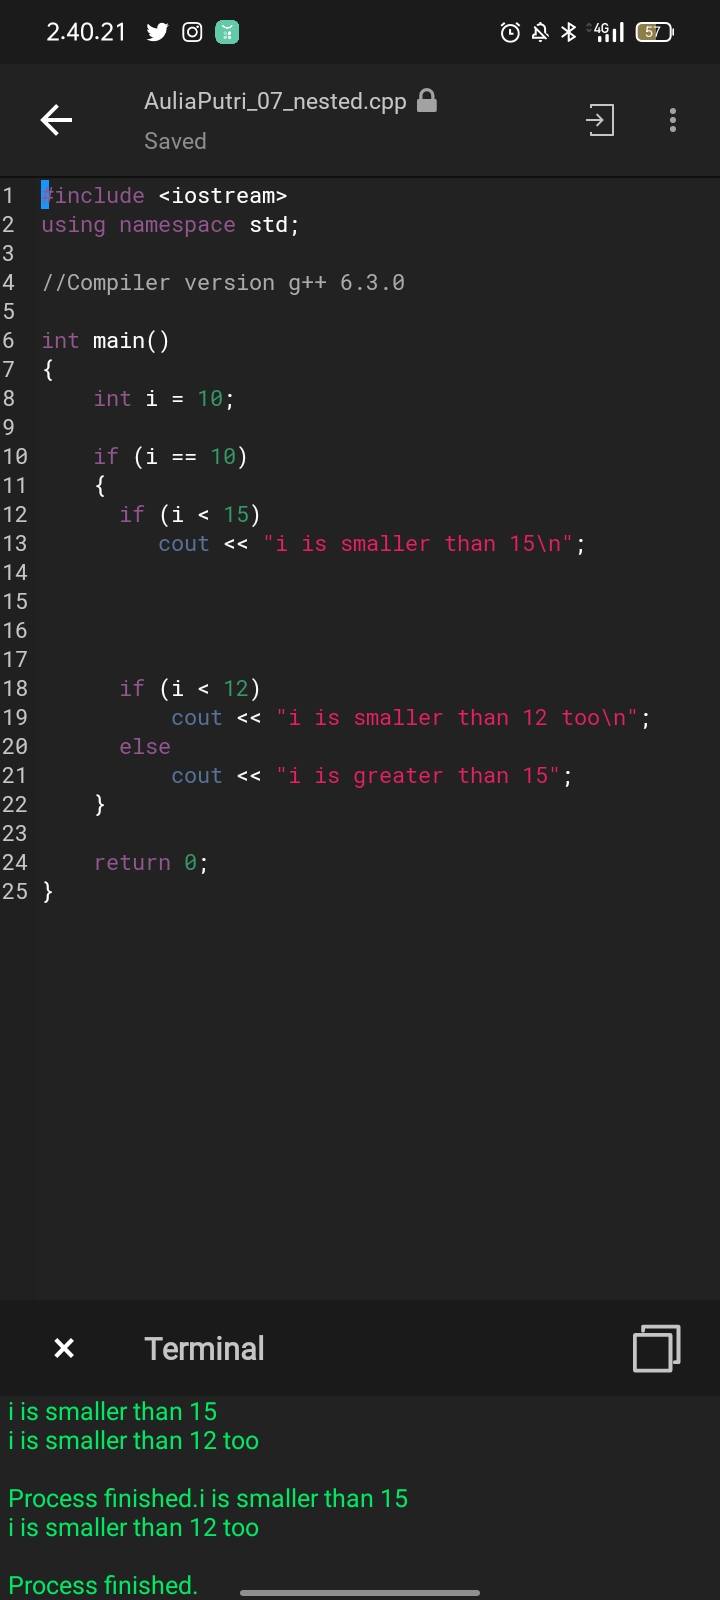 2.40.21 4G 57
AuliaPutri_07_nested.cpp
Saved
1 #include <iostream>
2 using namespace std;
3
4 //Compiler version g++ 6.3.0
5
6 int main()
7 {
8 int i = 10;
9
10 if (i == 10)
11 {
12 if (i < 15)
13 cout << "i is smaller than 15\n";
14
15
16
17
18 if (i < 12)
19 cout << "i is smaller than 12 too\n";
20 else
21 cout << "i is greater than 15";
22 }
23
24 return 0;
25 }
Terminal
i is smaller than 15
i is smaller than 12 too
Process finished.i is smaller than 15
i is smaller than 12 too
Process finished.